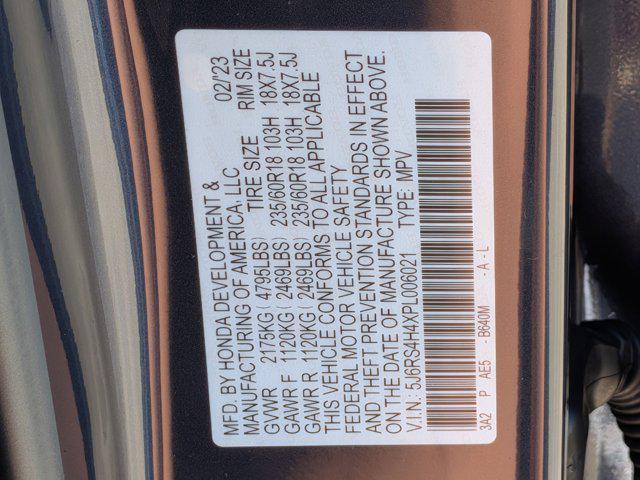 MFD. BY HONDA DEVELOPMENT & 02/23
MANUFACTURING OF AMERICA, LLC
TIRE SIZE RIM SIZE
GVWR 2175KG ( 4795LBS)
GAWR F 1120KG ( 2469LBS) 235/60R18 103H 18X7.5J
GAWR R 1120KG ( 2469LBS) 235/60R18 103H 18X7.5J
THIS VEHICLE CONFORMS TO ALL APPLICABLE
FEDERAL MOTOR VEHICLE SAFETY
AND THEFT PREVENTION STANDARDS IN EFFECT
ON THE DATE OF MANUFACTURE SHOWN ABOVE.
V.I.N.: 5J6RS4H4XPL006021 TYPE: MPV
3A2 P AE5 - B640M - A - L